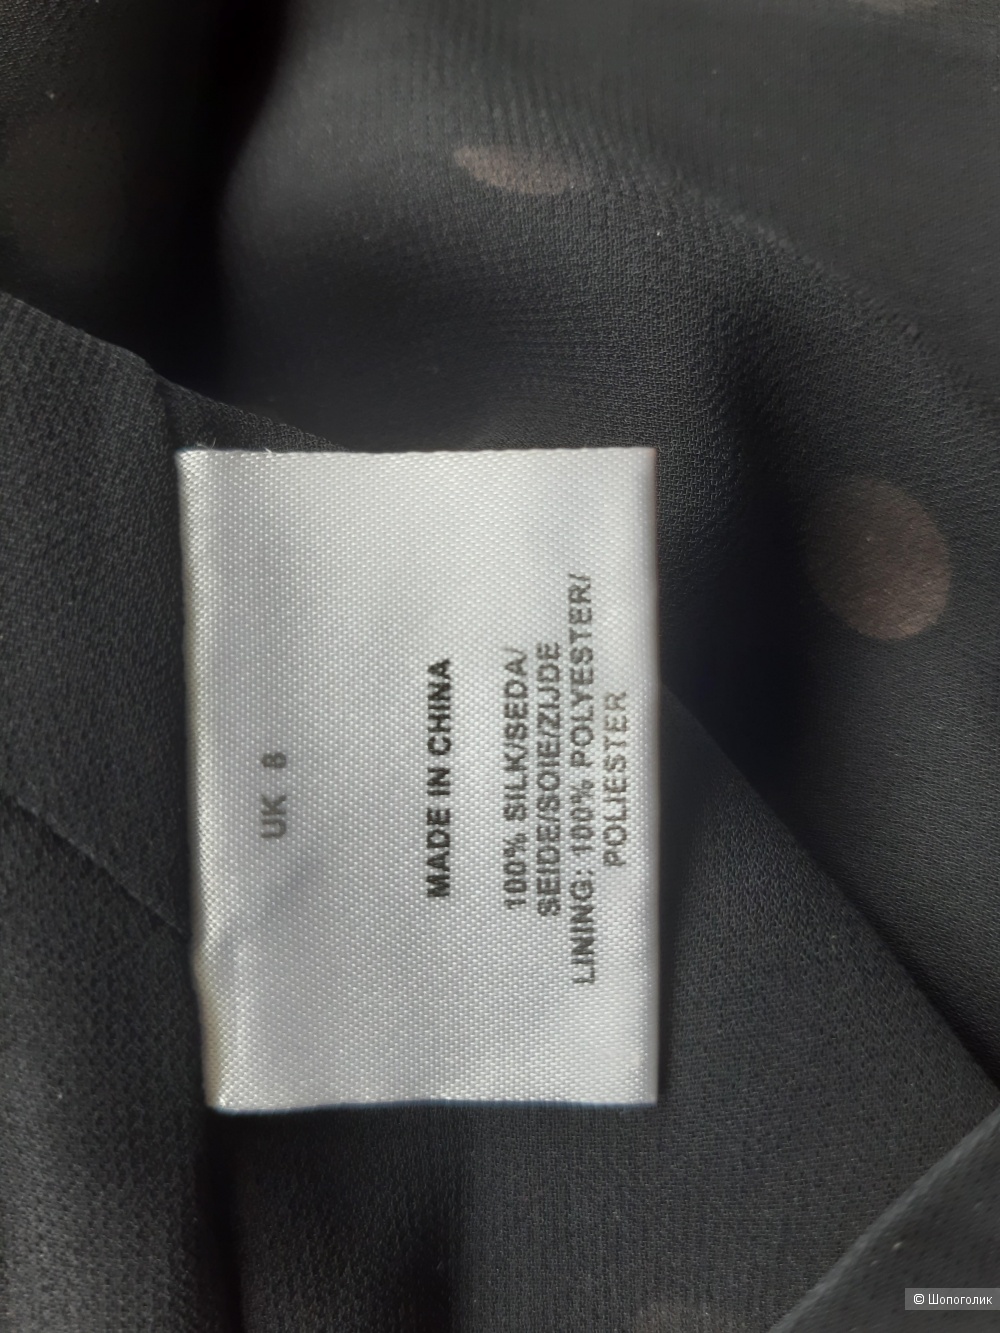 UK 8
MADE IN CHINA
100% SILK/SEDA/
SEIDE/SOIE/ZIJDE
LINING: 100% POLYESTER/
POLIESTER
© Шопоголик